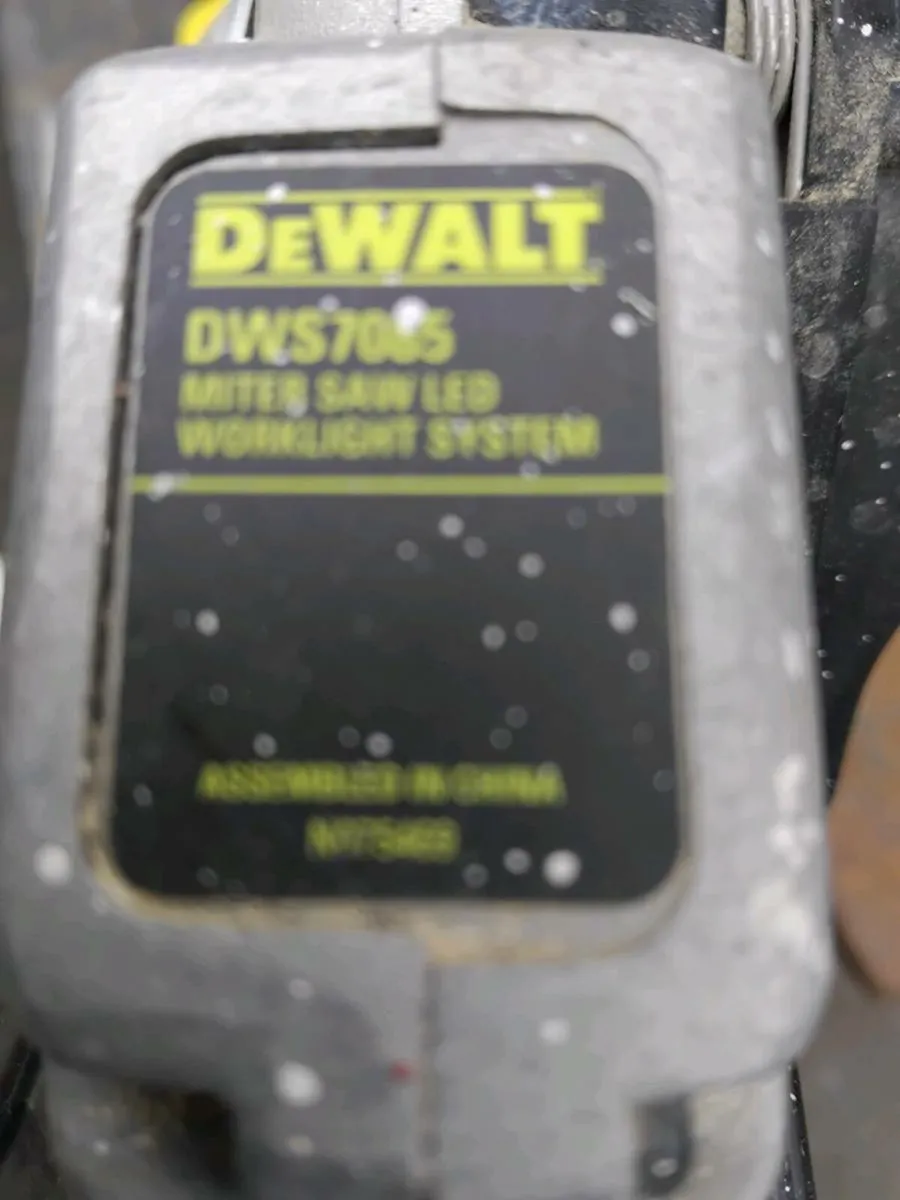 DEWALT
DWS7085
MITER SAW LED
WORKLIGHT SYSTEM
ASSEMBLED IN CHINA